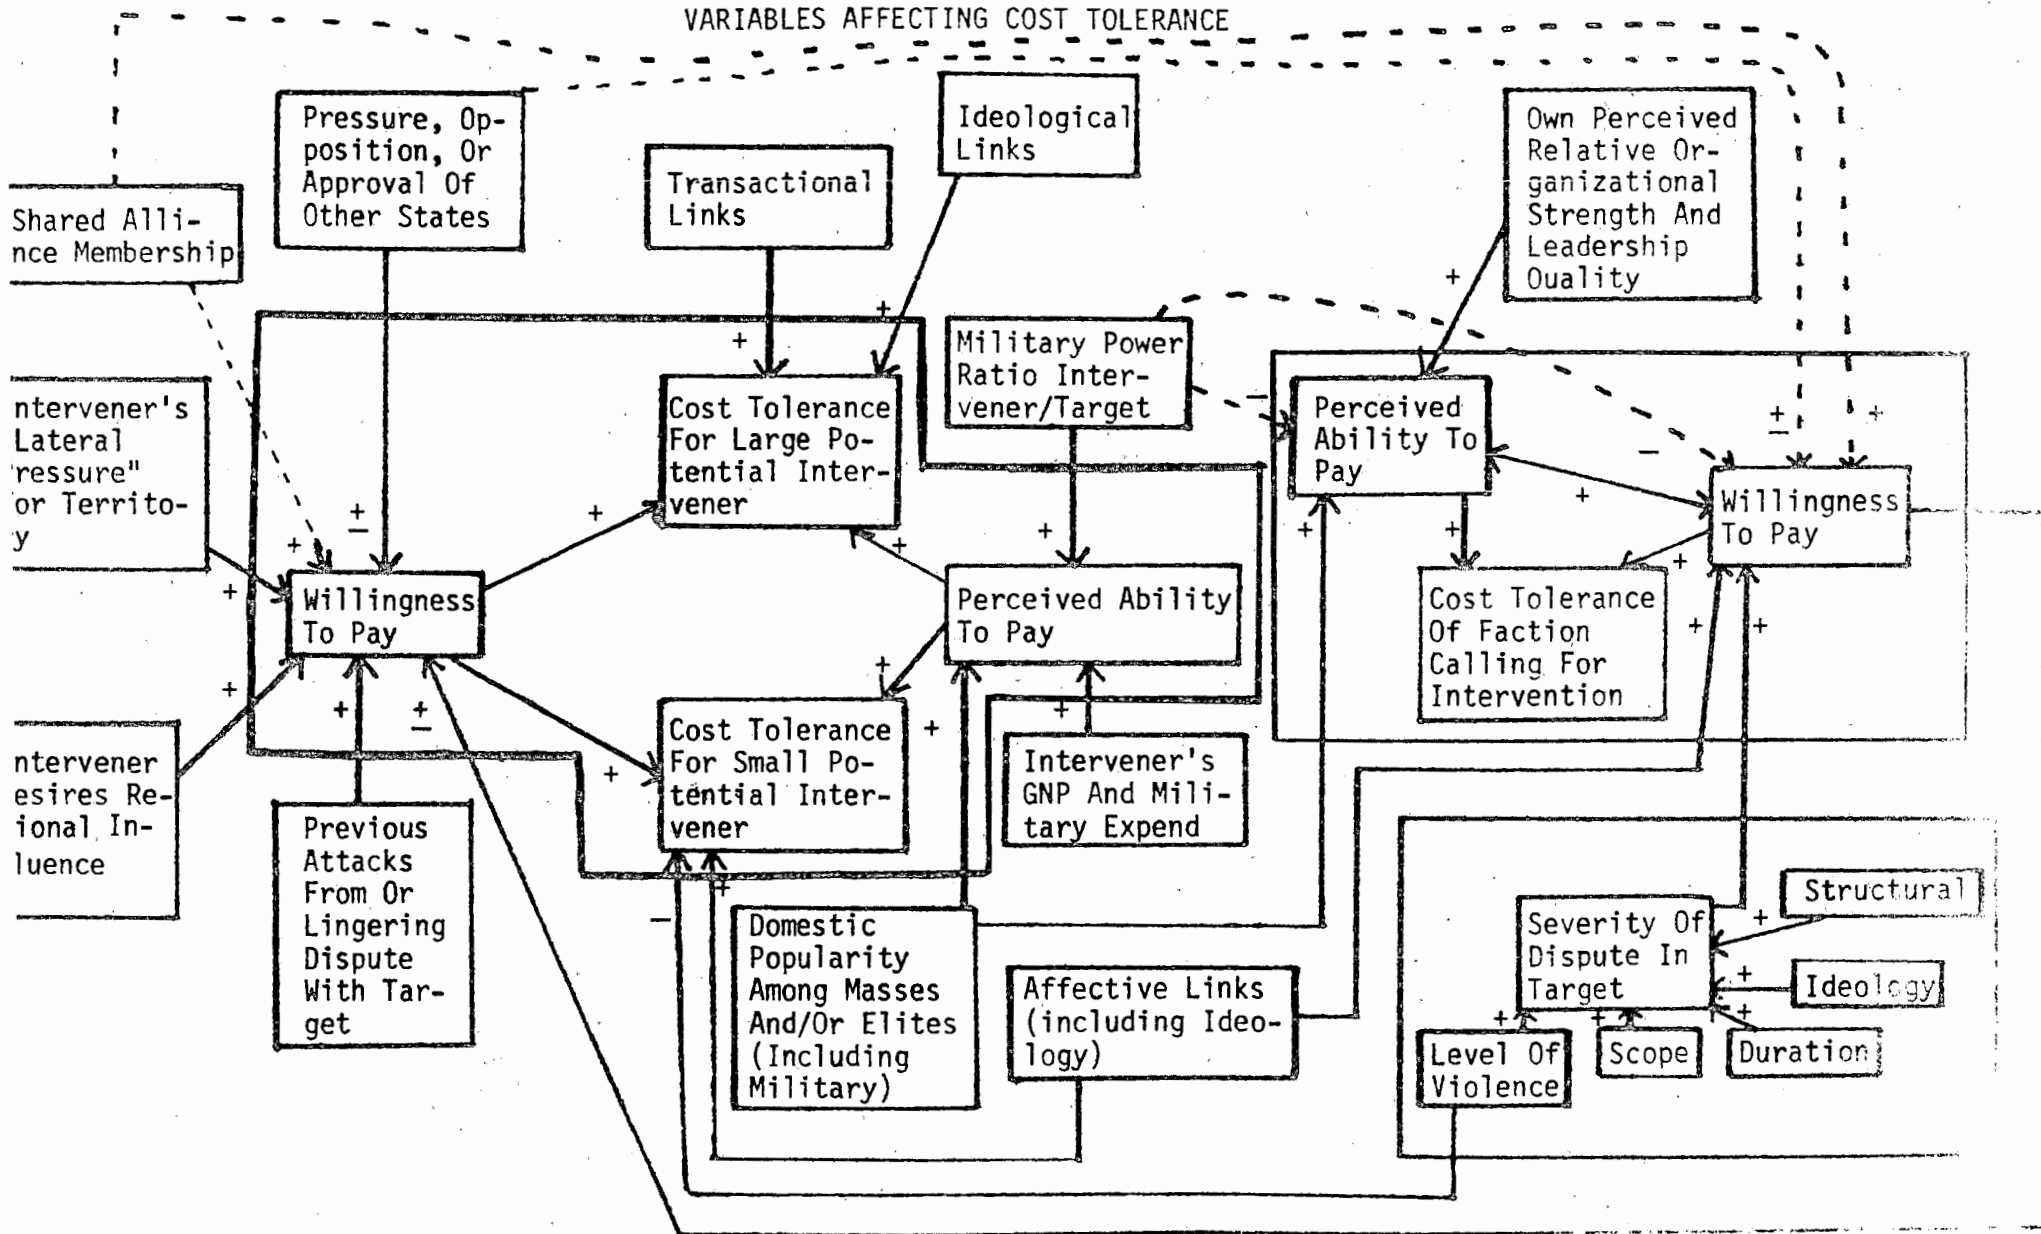 VARIABLES AFFECTING COST TOLERANCE
Pressure, Op-
position, Or
Approval Of
Other States
Transactional
Links
Ideological
Links
Own Perceived
Relative Or-
ganizational
Strength And
Leadership
Quality
Shared Alli-
nce Membership
ntervener's
Lateral
ressure"
or Territo-
y
ntervener
esires Re-
ional In-
luence
Willingness
To Pay
Previous
Attacks
From Or
Lingering
Dispute
With Tar-
get
Cost Tolerance
For Large Po-
tential Inter-
vener
Cost Tolerance
For Small Po-
tential Inter-
vener
Military Power
Ratio Inter-
vener/Target
Perceived Ability
To Pay
Intervener's
GNP And Mili-
tary Expend
Domestic
Popularity
Among Masses
And/Or Elites
(Including
Military)
Affective Links
(including Ideo-
logy)
Perceived
Ability To
Pay
Willingness
To Pay
Cost Tolerance
Of Faction
Calling For
Intervention
Severity Of
Dispute In
Target
Structural
Ideology
Duration
Scope
Level Of
Violence